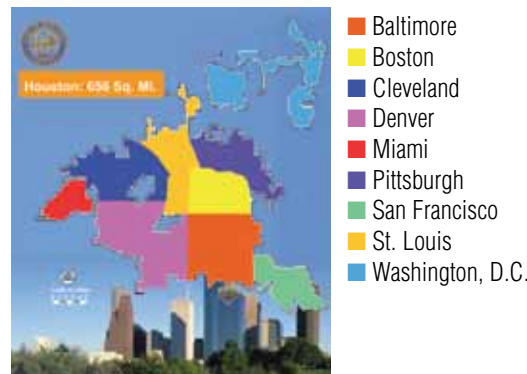 Houston: 656 Sq. Mi.
Baltimore
Boston
Cleveland
Denver
Miami
Pittsburgh
San Francisco
St. Louis
Washington, D.C.